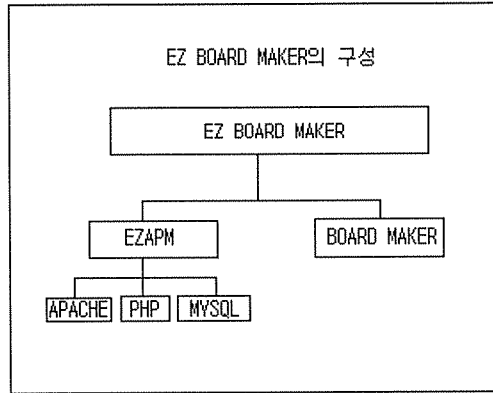 EZ BOARD MAKER의 구성
EZ BOARD MAKER
EZAPM
BOARD MAKER
APACHE
PHP
MYSQL